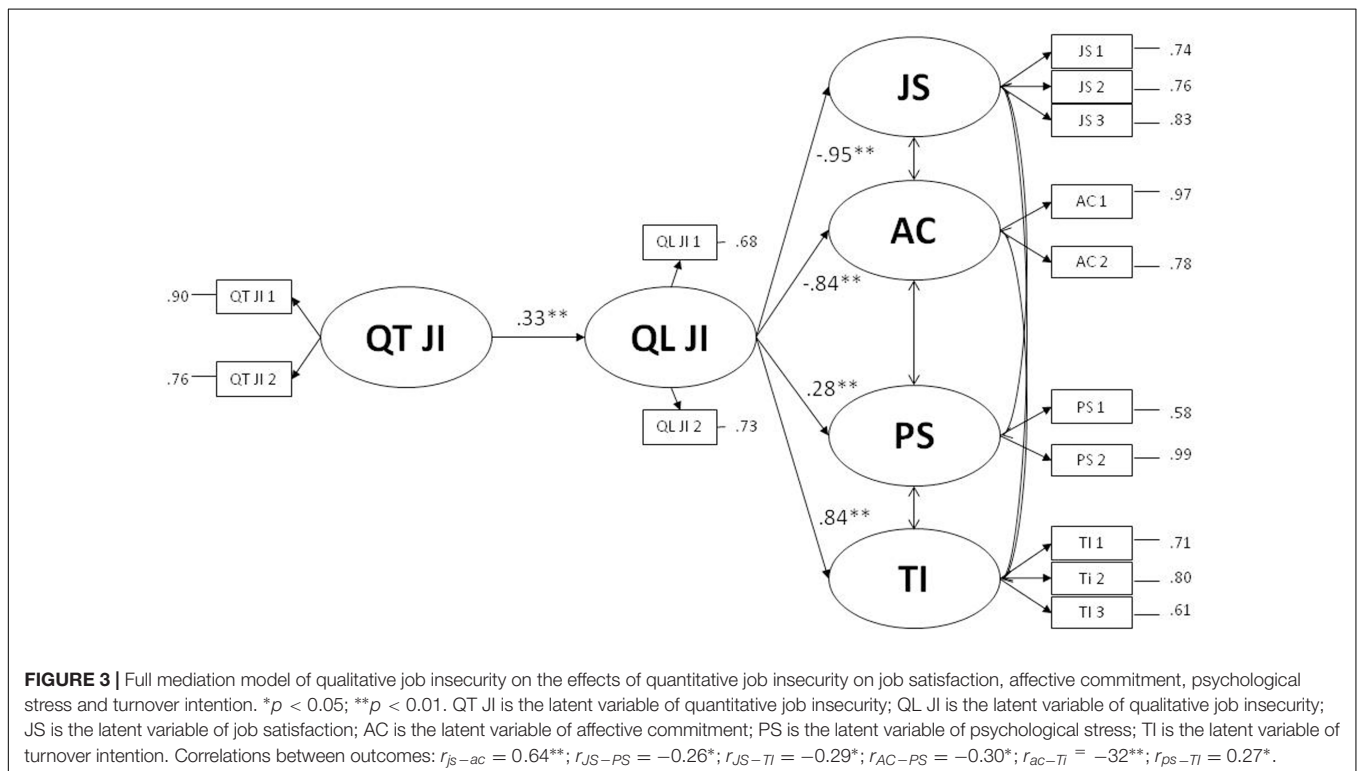 JS
JS 1
.74
JS 2
.76
JS 3
.83
-.95**
AC
AC 1
.97
AC 2
.78
-.84**
QL JI 1
.68
.90
QT JI 1
QT JI
.33**
QL JI
QT JI 2
.76
QL JI 2
.73
.28**
PS
PS 1
.58
PS 2
.99
.84**
TI
TI 1
.71
Ti 2
.80
TI 3
.61
FIGURE 3 | Full mediation model of qualitative job insecurity on the effects of quantitative job insecurity on job satisfaction, affective commitment, psychological
stress and turnover intention. *p < 0.05; **p < 0.01. QT JI is the latent variable of quantitative job insecurity; QL JI is the latent variable of qualitative job insecurity;
JS is the latent variable of job satisfaction; AC is the latent variable of affective commitment; PS is the latent variable of psychological stress; TI is the latent variable of
turnover intention. Correlations between outcomes: r js−ac = 0.64**; r JS−PS = −0.26*; r JS−TI = −0.29*; r AC−PS = −0.30*; r ac−Ti = −32**; r ps−TI = 0.27*.